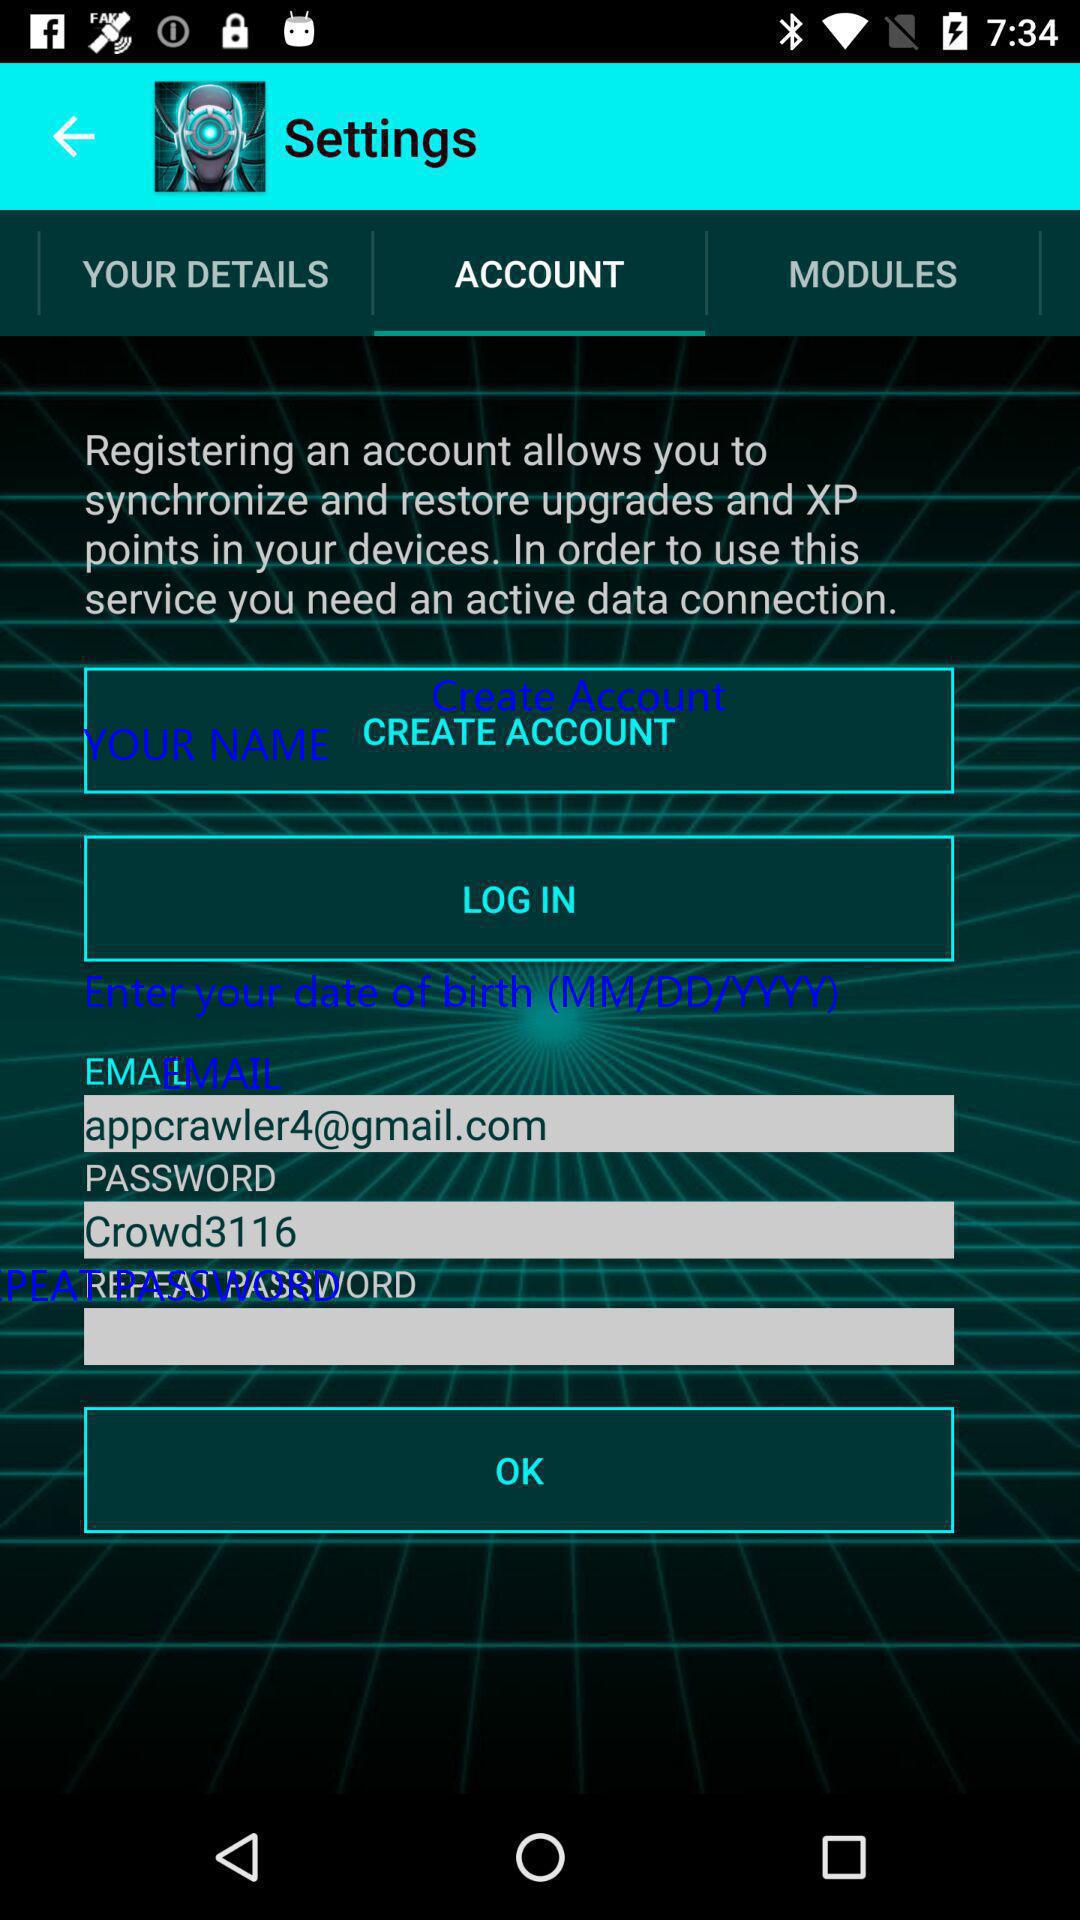 FAK
7:34
Settings
YOUR DETAILS
ACCOUNT
MODULES
Registering an account allows you to
synchronize and restore upgrades and XP
points in your devices. In order to use this
service you need an active data connection.
Create Account
CREATE ACCOUNT
YOUR NAME
LOG IN
Enter your date of birth (MM/DD/YYYY)
EMAIL
EMAIL
appcrawler4@gmail.com
PASSWORD
Crowd3116
PEAT PASSWORD
REPEAT PASSWORD
OK